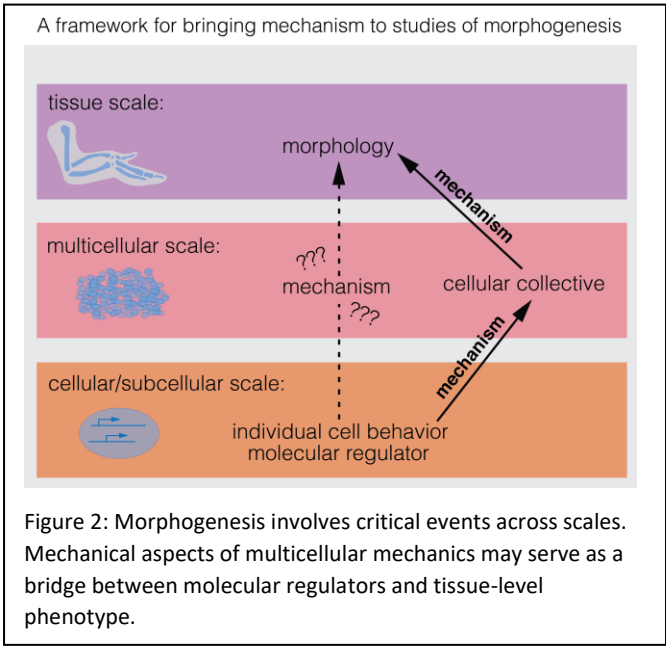 A framework for bringing mechanism to studies of morphogenesis
tissue scale:
morphology
mechanism
multicellular scale:
???
mechanism
???
cellular collective
mechanism
cellular/subcellular scale:
individual cell behavior
molecular regulator
Figure 2: Morphogenesis involves critical events across scales.
Mechanical aspects of multicellular mechanics may serve as a
bridge between molecular regulators and tissue-level
phenotype.